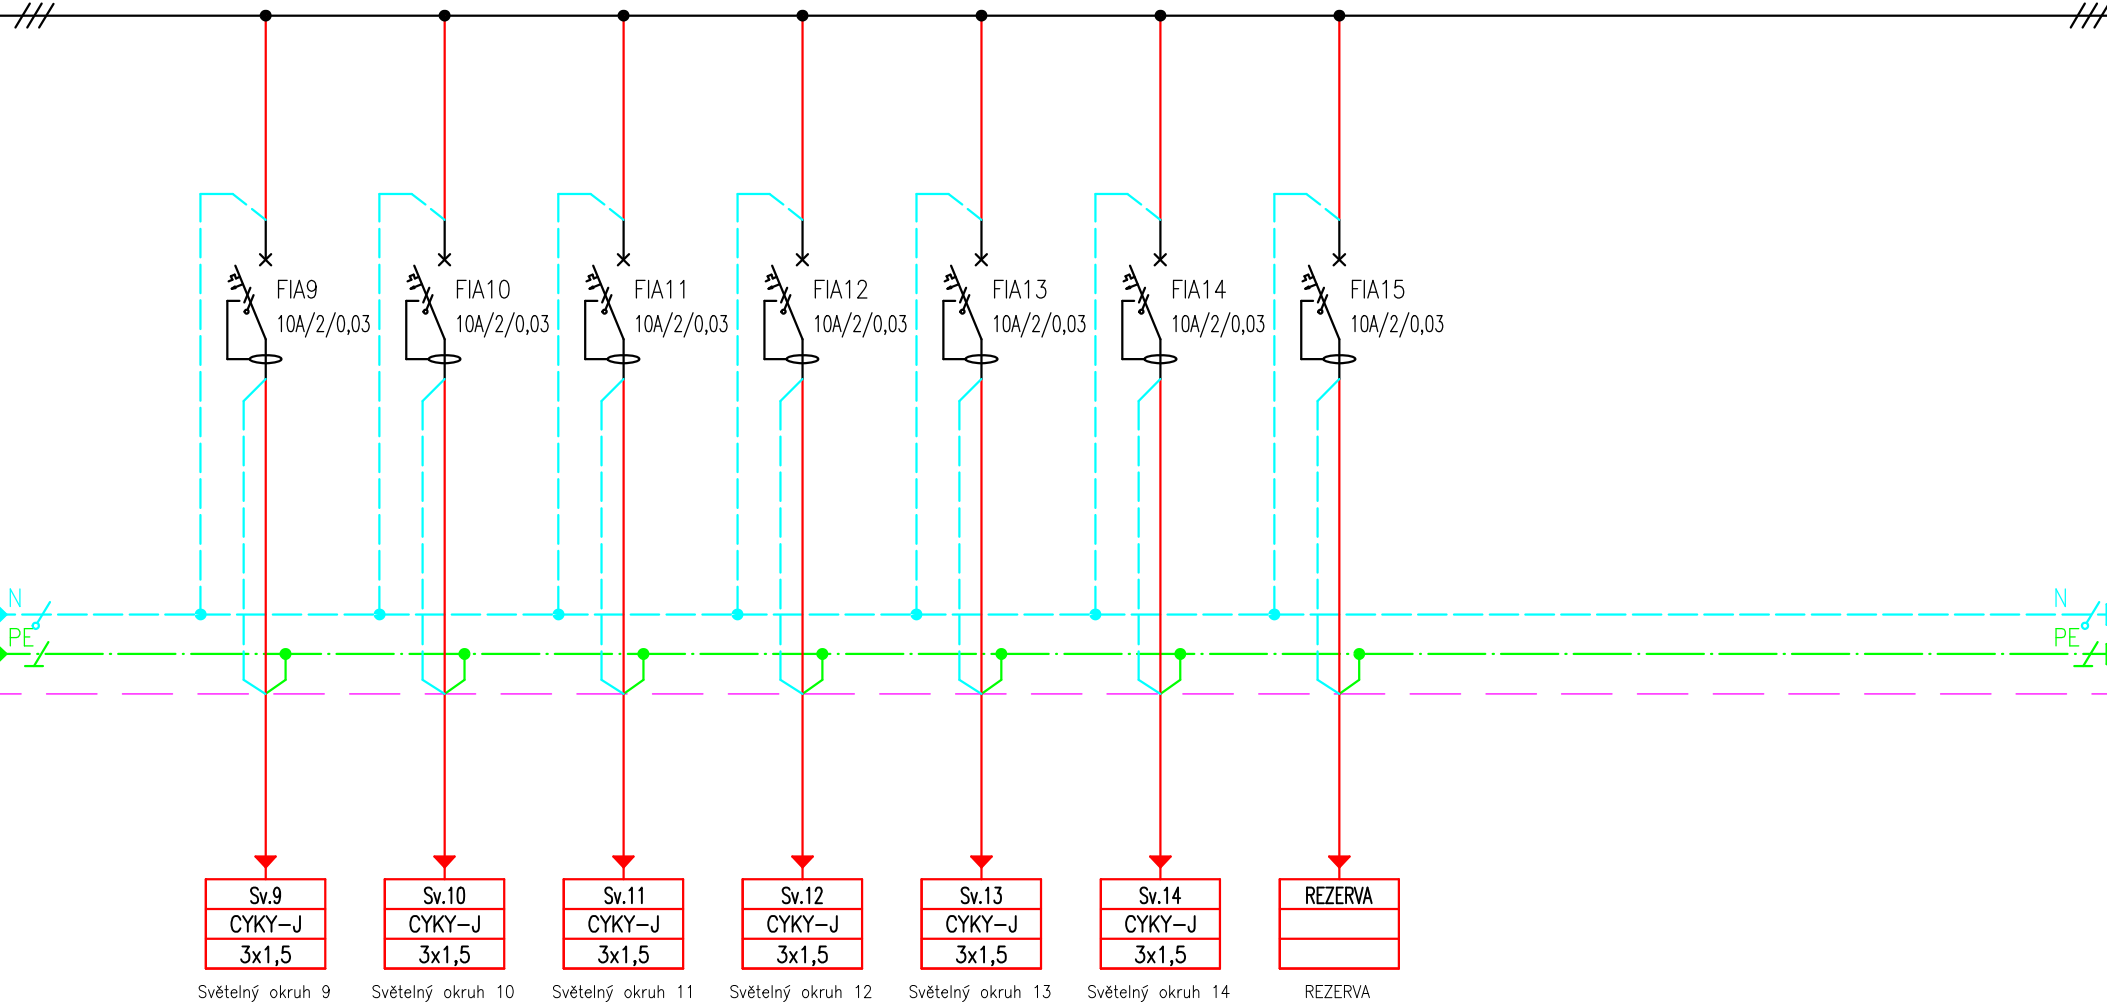 FIA9 FIA10 FIA11 FIA12 FIA13 FIA14 FIA15
10A/2/0,03 10A/2/0,03 10A/2/0,03 10A/2/0,03 10A/2/0,03 10A/2/0,03 10A/2/0,03
N N
PE PE
Sv.9 Sv.10 Sv.11 Sv.12 Sv.13 Sv.14 REZERVA
CYKY-J CYKY-J CYKY-J CYKY-J CYKY-J CYKY-J
3x1,5 3x1,5 3x1,5 3x1,5 3x1,5 3x1,5
Světelný okruh 9 Světelný okruh 10 Světelný okruh 11 Světelný okruh 12 Světelný okruh 13 Světelný okruh 14 REZERVA